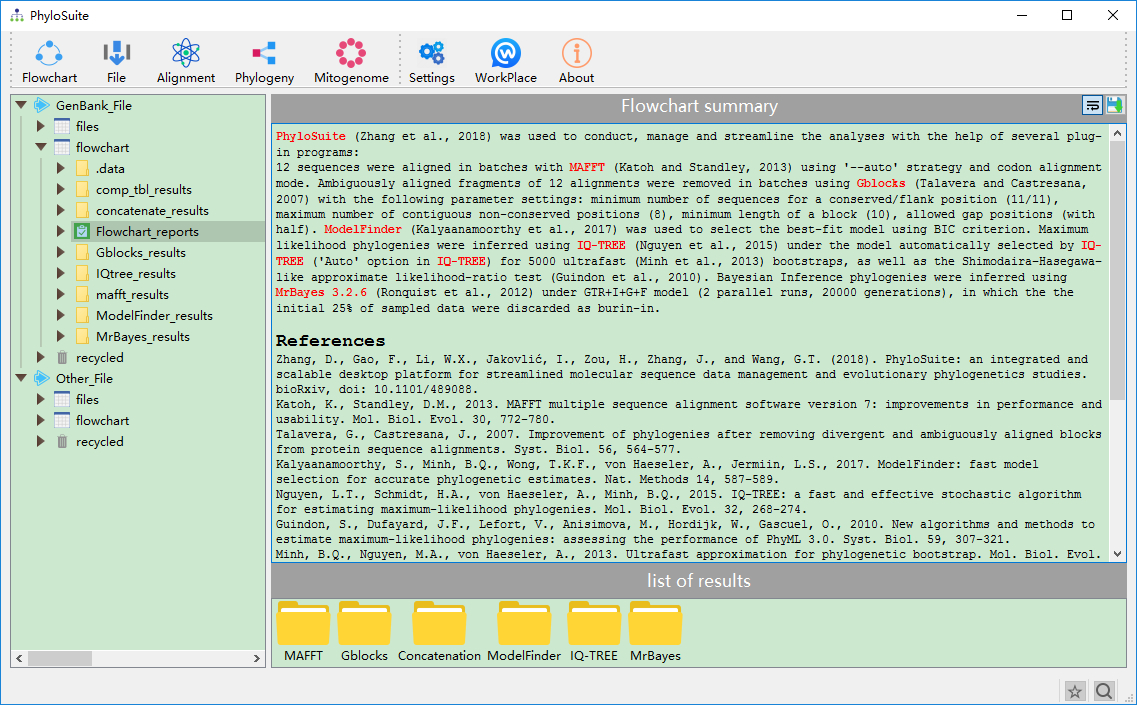 PhyloSuite
Flowchart File Alignment Phylogeny Mitogenome Settings WorkPlace About
GenBank_File
files
flowchart
.data
comp_tbl_results
concatenate_results
Flowchart_reports
Gblocks_results
IQtree_results
mafft_results
ModelFinder_results
MrBayes_results
recycled
Other_File
files
flowchart
recycled
Flowchart summary
PhyloSuite (Zhang et al., 2018) was used to conduct, manage and streamline the analyses with the help of several plug-
in programs:
12 sequences were aligned in batches with MAFFT (Katoh and Standley, 2013) using '--auto' strategy and codon alignment
mode. Ambiguously aligned fragments of 12 alignments were removed in batches using Gblocks (Talavera and Castresana,
2007) with the following parameter settings: minimum number of sequences for a conserved/flank position (11/11),
maximum number of contiguous non-conserved positions (8), minimum length of a block (10), allowed gap positions (with
half). ModelFinder (Kalyaanamoorthy et al., 2017) was used to select the best-fit model using BIC criterion. Maximum
likelihood phylogenies were inferred using IQ-TREE (Nguyen et al., 2015) under the model automatically selected by IQ-
TREE ('Auto' option in IQ-TREE) for 5000 ultrafast (Minh et al., 2013) bootstraps, as well as the Shimodaira-Hasegawa-
like approximate likelihood-ratio test (Guindon et al., 2010). Bayesian Inference phylogenies were inferred using
MrBayes 3.2.6 (Ronquist et al., 2012) under GTR+I+G+F model (2 parallel runs, 20000 generations), in which the the
initial 25% of sampled data were discarded as burin-in.
References
Zhang, D., Gao, F., Li, W.X., Jakovlić, I., Zou, H., Zhang, J., and Wang, G.T. (2018). PhyloSuite: an integrated and
scalable desktop platform for streamlined molecular sequence data management and evolutionary phylogenetics studies.
bioRxiv, doi: 10.1101/489088.
Katoh, K., Standley, D.M., 2013. MAFFT multiple sequence alignment software version 7: improvements in performance and
usability. Mol. Biol. Evol. 30, 772-780.
Talavera, G., Castresana, J., 2007. Improvement of phylogenies after removing divergent and ambiguously aligned blocks
from protein sequence alignments. Syst. Biol. 56, 564-577.
Kalyaanamoorthy, S., Minh, B.Q., Wong, T.K.F., von Haeseler, A., Jermiin, L.S., 2017. ModelFinder: fast model
selection for accurate phylogenetic estimates. Nat. Methods 14, 587-589.
Nguyen, L.T., Schmidt, H.A., von Haeseler, A., Minh, B.Q., 2015. IQ-TREE: a fast and effective stochastic algorithm
for estimating maximum-likelihood phylogenies. Mol. Biol. Evol. 32, 268-274.
Guindon, S., Dufayard, J.F., Lefort, V., Anisimova, M., Hordijk, W., Gascuel, O., 2010. New algorithms and methods to
estimate maximum-likelihood phylogenies: assessing the performance of PhyML 3.0. Syst. Biol. 59, 307-321.
Minh, B.Q., Nguyen, M.A., von Haeseler, A., 2013. Ultrafast approximation for phylogenetic bootstrap. Mol. Biol. Evol.
list of results
MAFFT Gblocks Concatenation ModelFinder IQ-TREE MrBayes